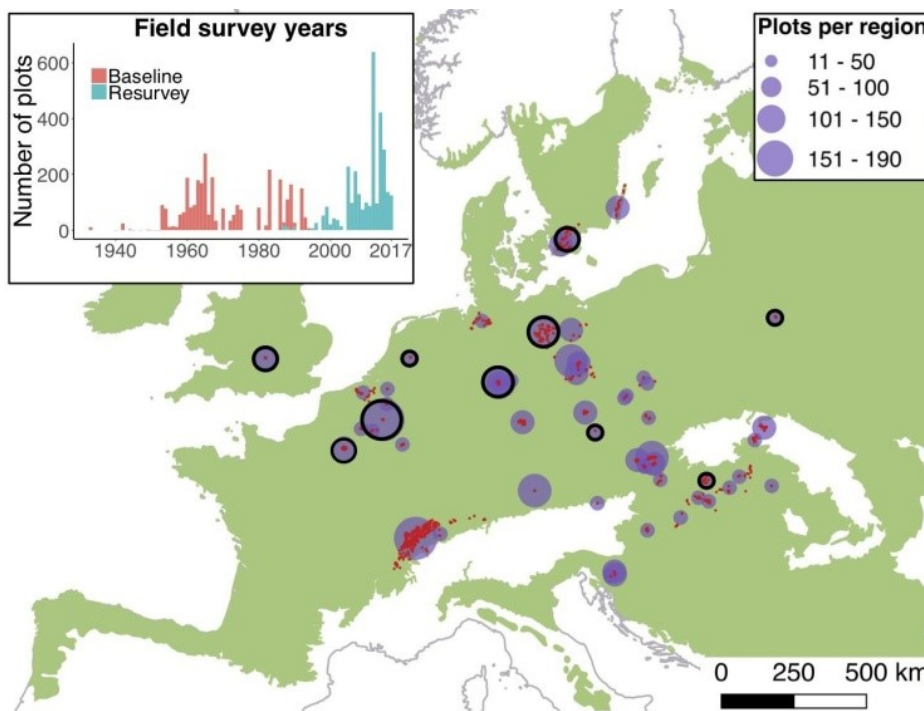 Field survey years
Number of plots
600
400
200
0
Baseline
Resurvey
1940
1960
1980
2000
2017
Plots per region
11 - 50
51 - 100
101 - 150
151 - 190
0
250
500 km